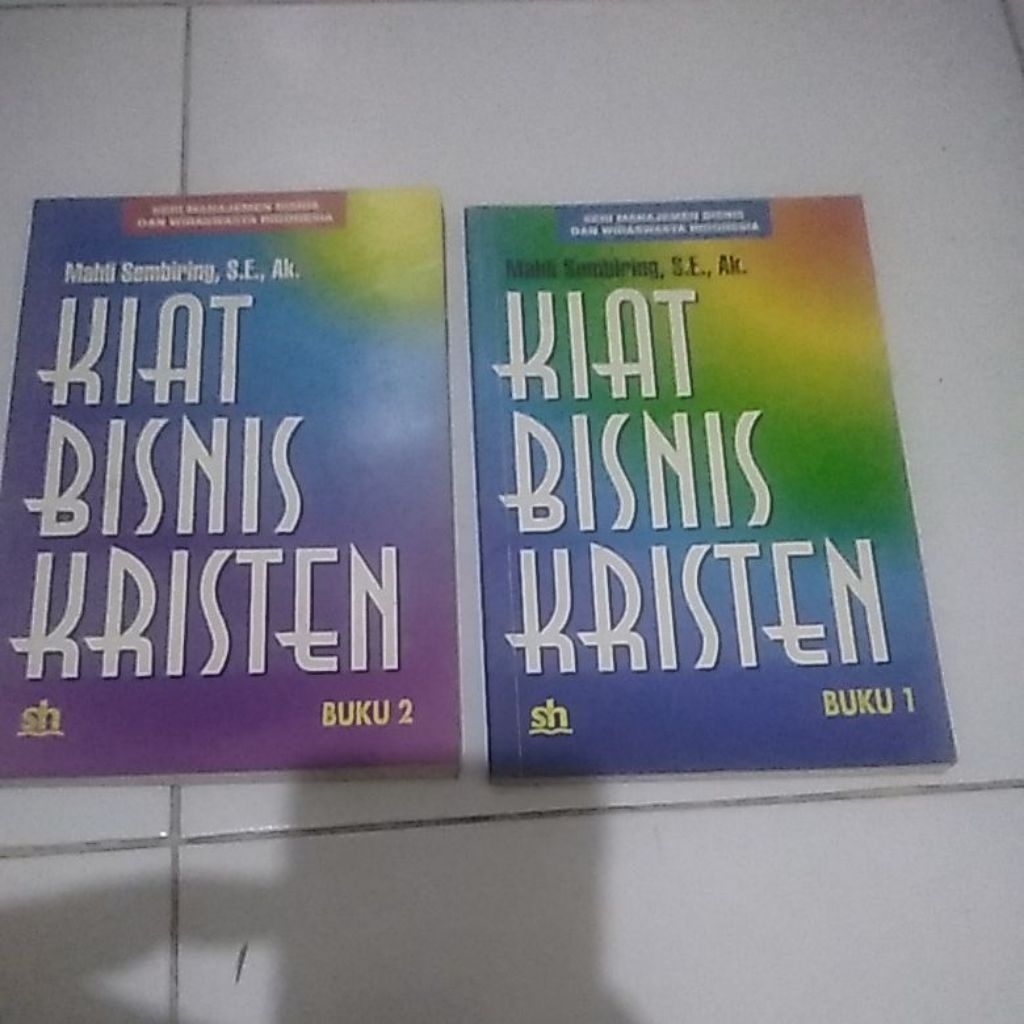 SERI MANAJEMEN BISNIS
DAN WIRASWASTA INDONESIA
Mahli Sembiring, S.E., Ak.
KIAT
BISNIS
KRISTEN
sh
BUKU 2
SERI MANAJEMEN BISNIS
DAN WIRASWASTA INDONESIA
Mahli Sembiring, S.E., Ak.
KIAT
BISNIS
KRISTEN
sh
BUKU 1